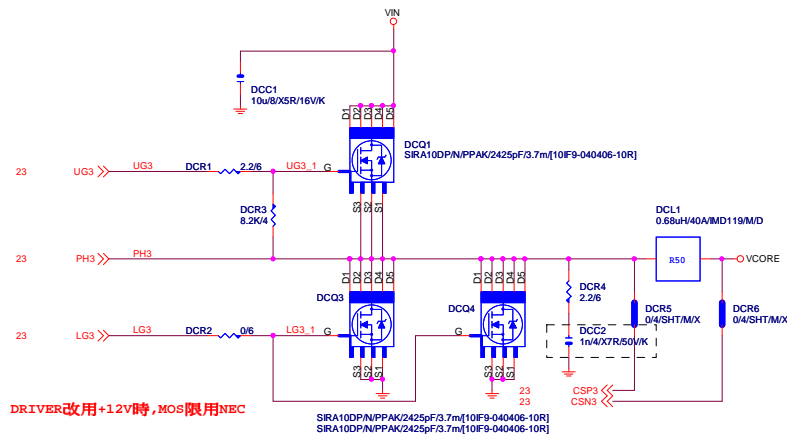 VIN
DCC1
10u/8/X5R/16V/K
D1
D2
D3
D4
D5
DCQ1
SIRA10DP/N/PPAK/2425pF/3.7m/[10IF9-040406-10R]
23
UG3
UG3
DCR1
2.2/6
UG3_1
G
S3
S2
S1
DCR3
8.2K/4
DCL1
0.68uH/40A/IMD119/M/D
23
PH3
PH3
R50
VCORE
D1
D2
D3
D4
D5
D1
D2
D3
D4
D5
DCR4
2.2/6
DCQ3
DCQ4
DCR5
0/4/SHT/M/X
DCR6
0/4/SHT/M/X
23
LG3
LG3
DCR2
0/6
LG3_1
G
G
DCC2
1n/4/X7R/50V/K
S3
S2
S1
S3
S2
S1
23
CSP3
23
CSN3
DRIVER改用+12V時,MOS限用NEC
SIRA10DP/N/PPAK/2425pF/3.7m/[10IF9-040406-10R]
SIRA10DP/N/PPAK/2425pF/3.7m/[10IF9-040406-10R]